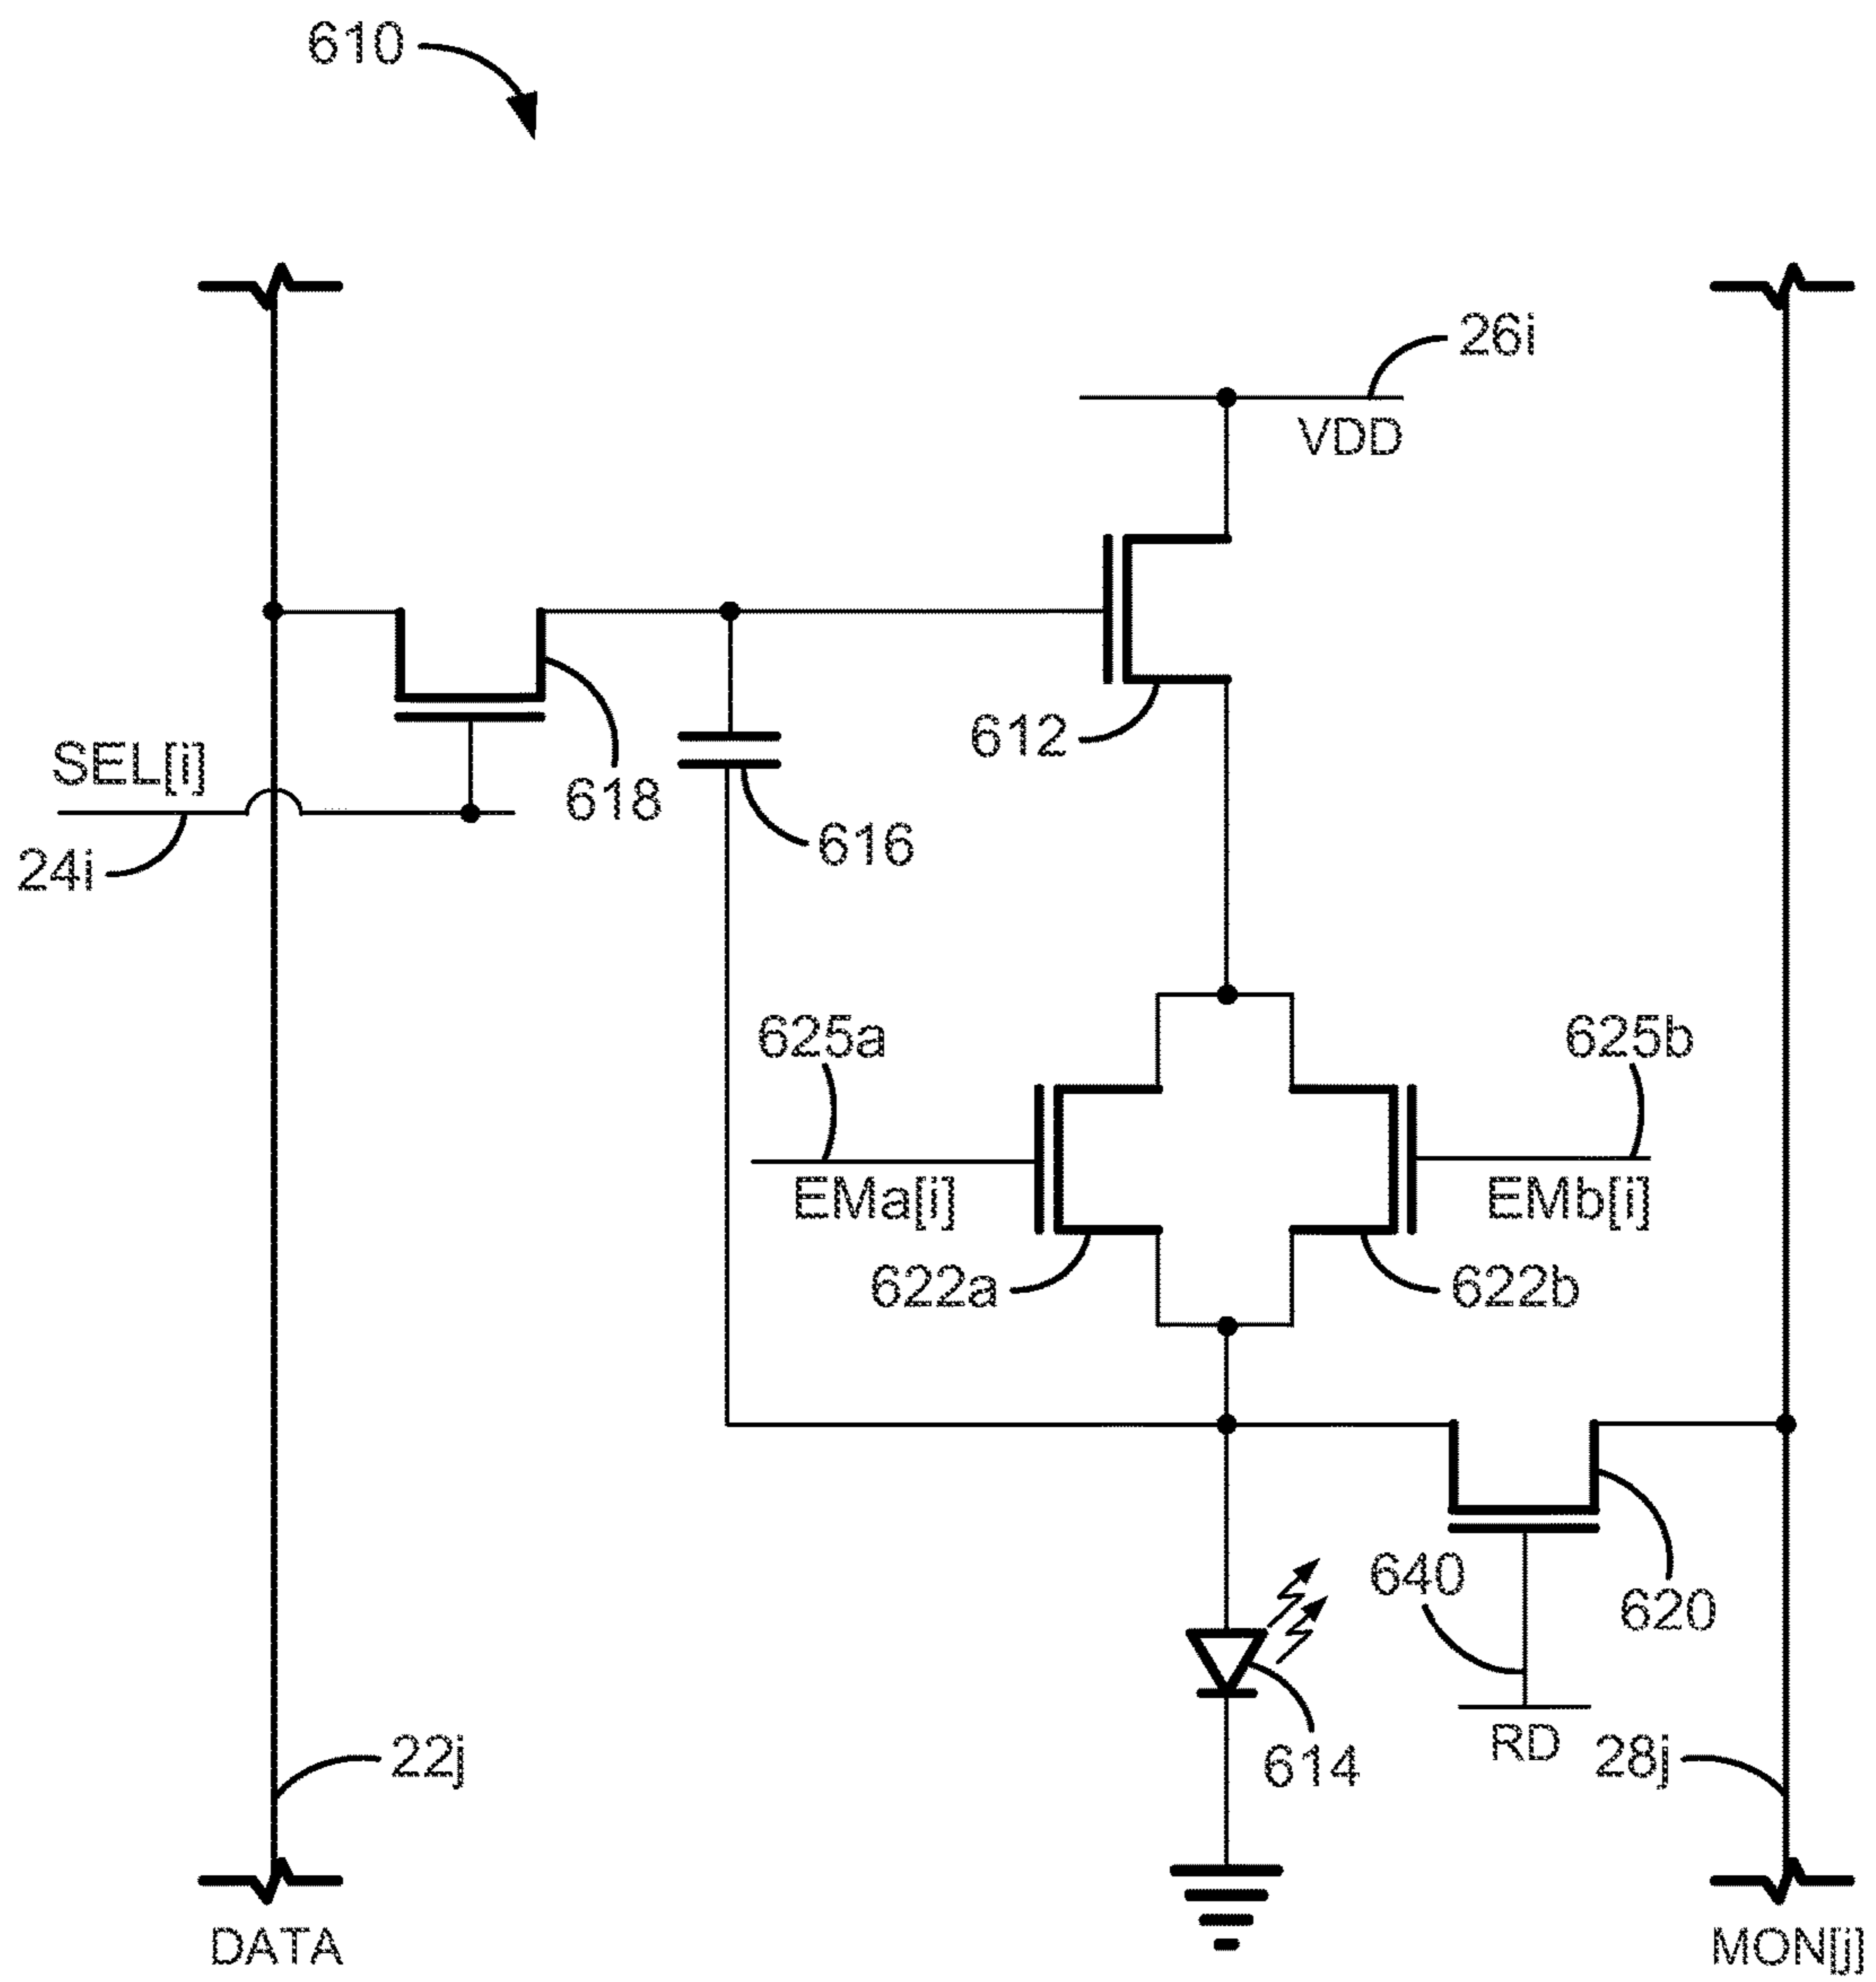 610
26i
VDD
612
SEL[i]
618
616
24i
625a
625b
EMa[i]
EMb[i]
622a
622b
640
620
RD
614
22j
28j
DATA
MON[j]